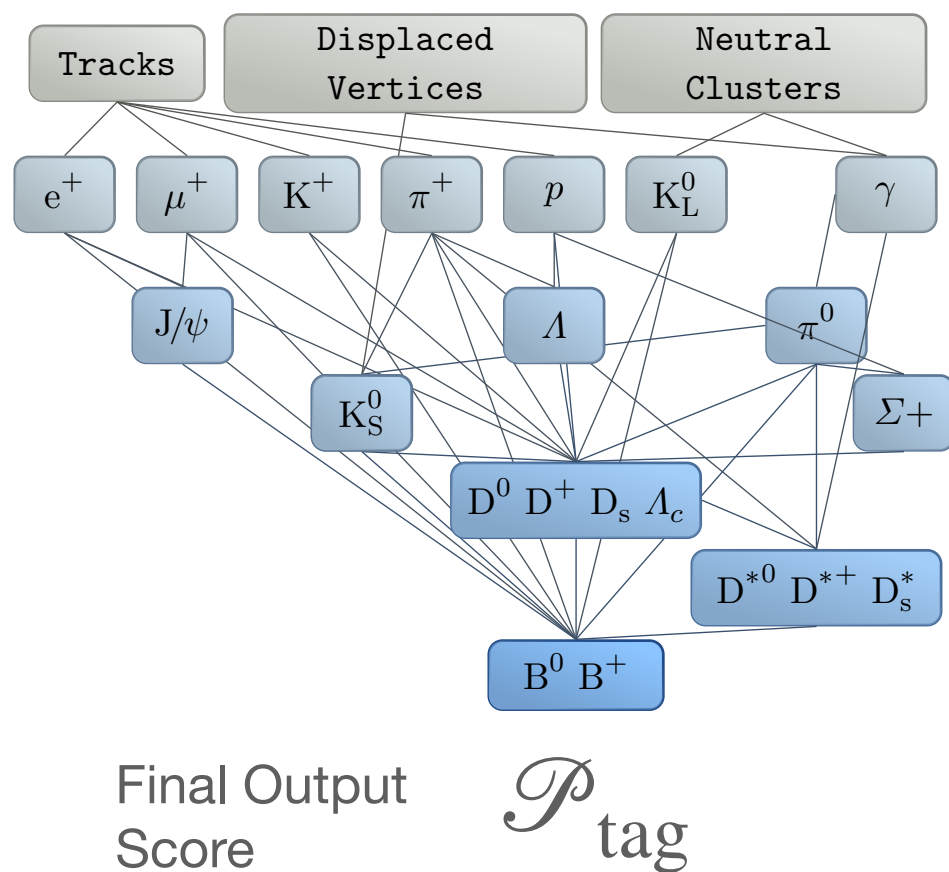 Tracks
Displaced
Vertices
Neutral
Clusters
e⁺
μ⁺
K⁺
π⁺
p
K⁰_L
γ
J/ψ
Λ
π⁰
K⁰_S
Σ+
D⁰ D⁺ D_s Λ_c
D*⁰ D*⁺ D*_s
B⁰ B⁺
Final Output
Score
𝒫_tag